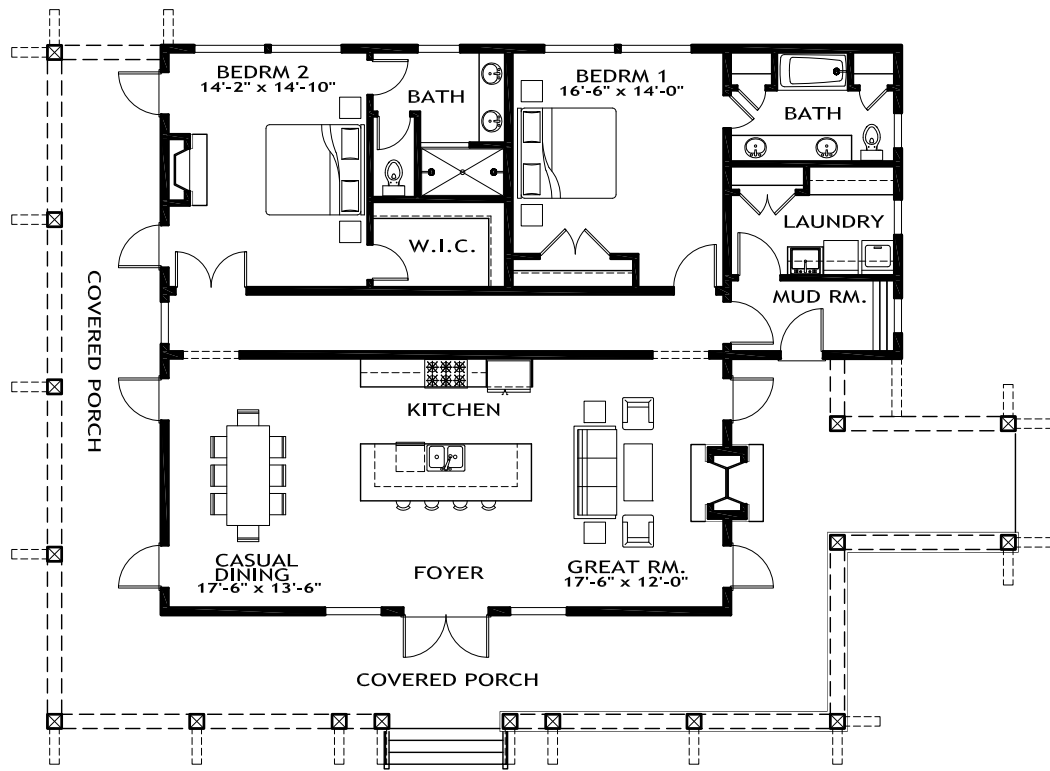 BEDRM 2
14'-2" x 14'-10"
BATH
BEDRM 1
16'-6" x 14'-0"
BATH
W.I.C.
LAUNDRY
MUD RM.
COVERED PORCH
KITCHEN
CASUAL
DINING
17'-6" x 13'-6"
FOYER
GREAT RM.
17'-6" x 12'-0"
COVERED PORCH